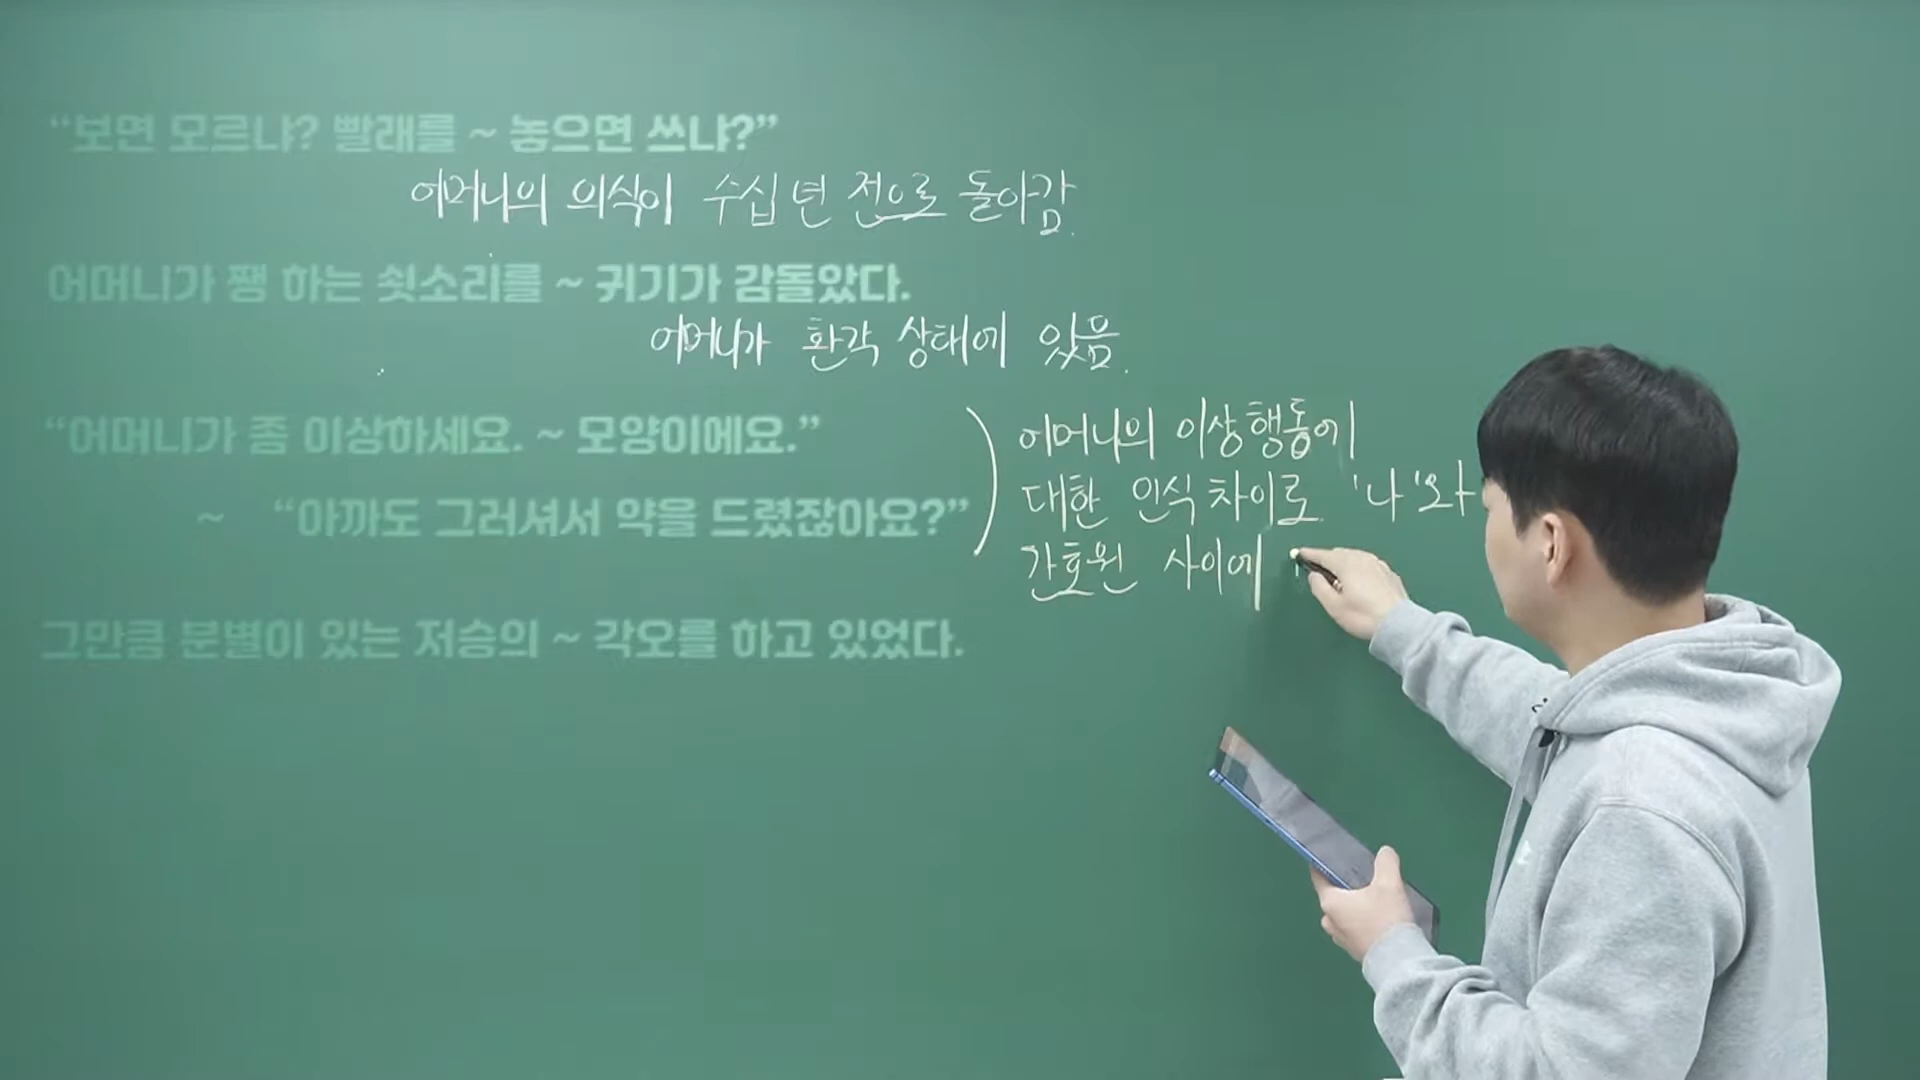 “보면 모르냐? 빨래를 ~ 놓으면 쓰냐?”
어머니의 의식이 수십 년 전으로 돌아감.
어머니가 쨍 하는 쇳소리를 ~ 귀기가 감돌았다.
어머니가 환각 상태에 있음.
“어머니가 좀 이상하세요. ~ 모양이에요.”
~ “아까도 그러셔서 약을 드렸잖아요?”
어머니의 이상 행동에
대한 인식 차이로 '나'와
간호원 사이에
그만큼 분별이 있는 저승의 ~ 각오를 하고 있었다.